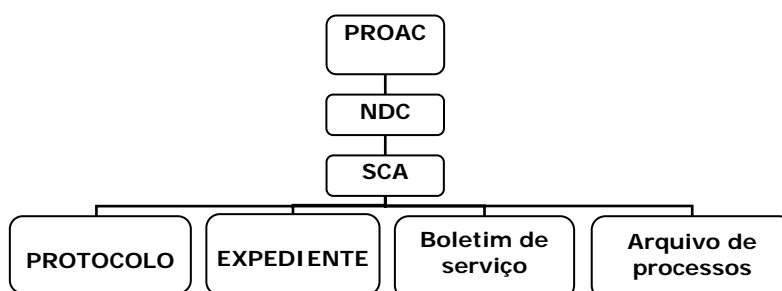 PROAC
NDC
SCA
PROTOCOLO
EXPEDIENTE
Boletim de
serviço
Arquivo de
processos